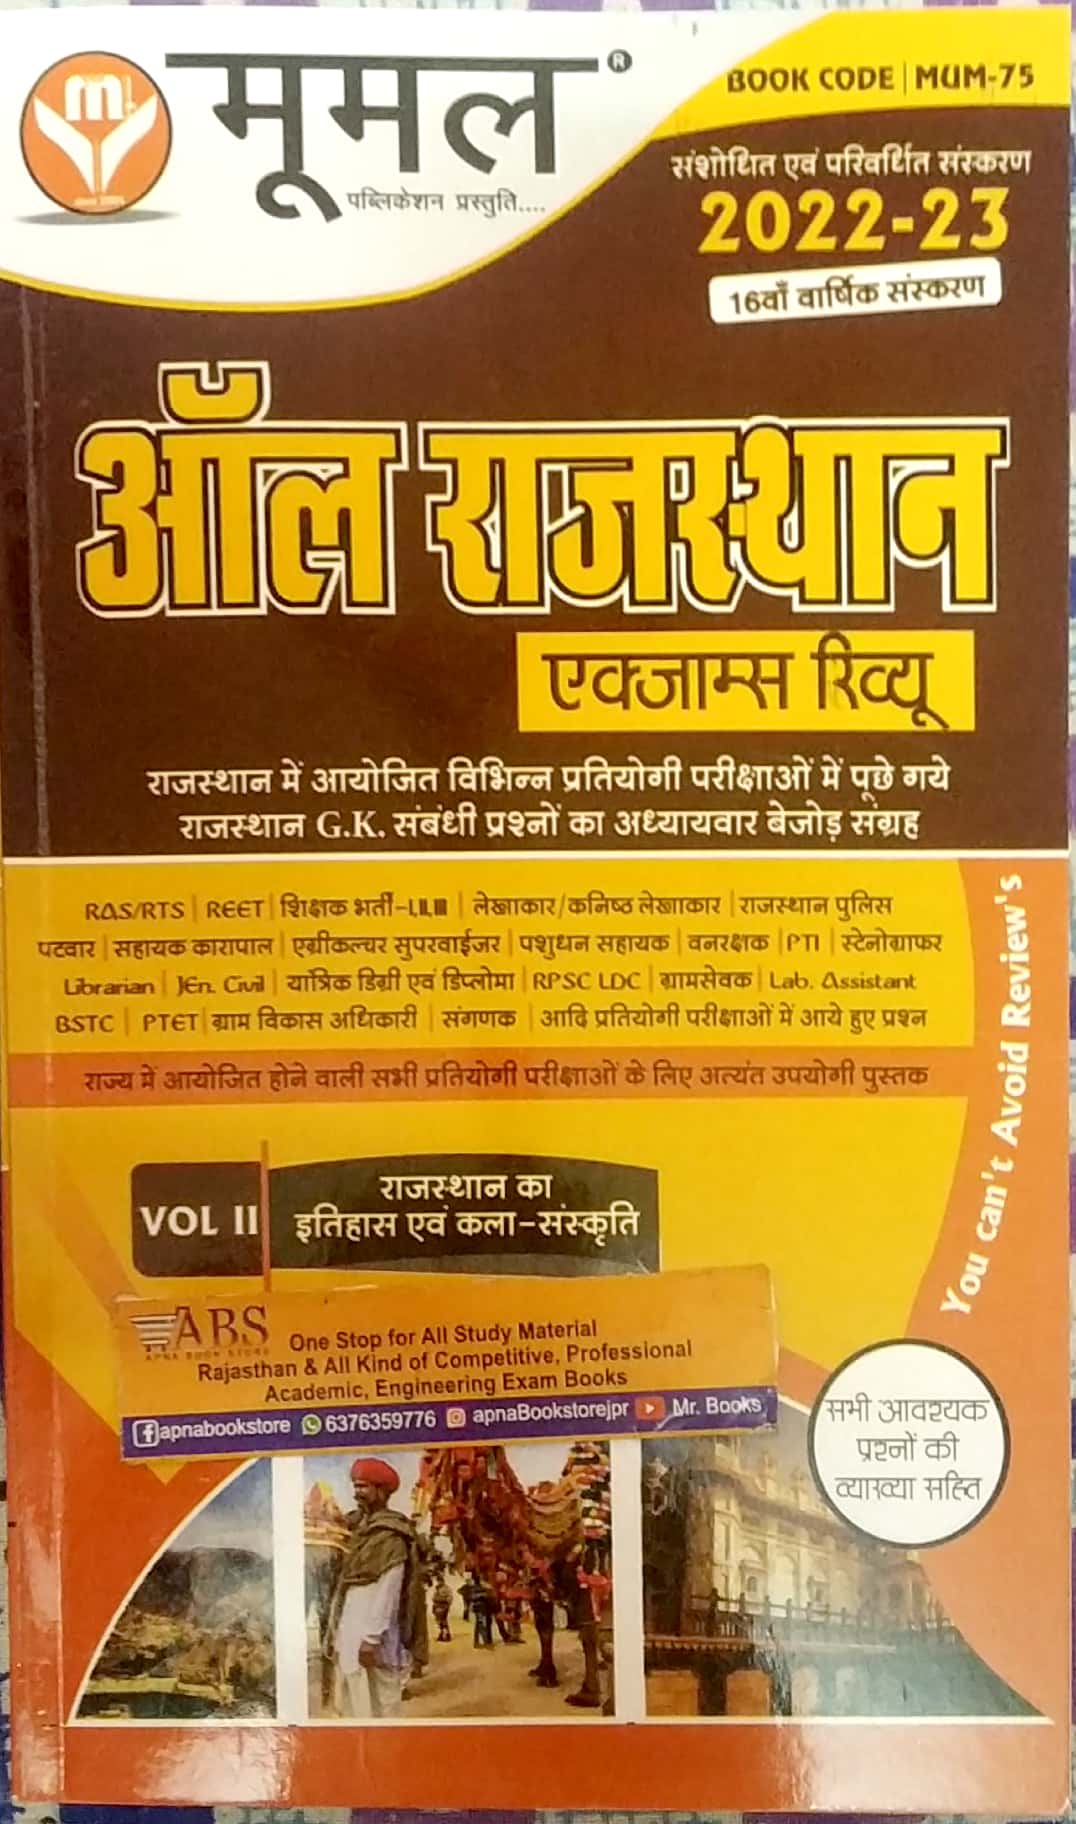 मूमल®
पब्लिकेशन प्रस्तुति....
BOOK CODE | MUM-75
संशोधित एवं परिवर्धित संस्करण
2022-23
16वाँ वार्षिक संस्करण
ऑल राजस्थान
एक्जाम्स रिव्यू
राजस्थान में आयोजित विभिन्न प्रतियोगी परीक्षाओं में पूछे गये
राजस्थान G.K. संबंधी प्रश्नों का अध्यायवार बेजोड़ संग्रह
RAS/RTS | REET | शिक्षक भर्ती-I,II,III | लेखाकार/कनिष्ठ लेखाकार | राजस्थान पुलिस
पटवार | सहायक कारापाल | एग्रीकल्चर सुपरवाईजर | पशुधन सहायक | वनरक्षक | PTI | स्टेनोग्राफर
Librarian | JEn. Civil | यांत्रिक डिग्री एवं डिप्लोमा | RPSC LDC | ग्रामसेवक | Lab. Assistant
BSTC | PTET | ग्राम विकास अधिकारी | संगणक | आदि प्रतियोगी परीक्षाओं में आये हुए प्रश्न
राज्य में आयोजित होने वाली सभी प्रतियोगी परीक्षाओं के लिए अत्यंत उपयोगी पुस्तक
You can't Avoid Review's
VOL II
राजस्थान का
इतिहास एवं कला-संस्कृति
ABS
APNA BOOK STORE
One Stop for All Study Material
Rajasthan & All Kind of Competitive, Professional
Academic, Engineering Exam Books
apnabookstore 6376359776 apnaBookstorejpr Mr. Books
सभी आवश्यक
प्रश्नों की
व्याख्या सहित